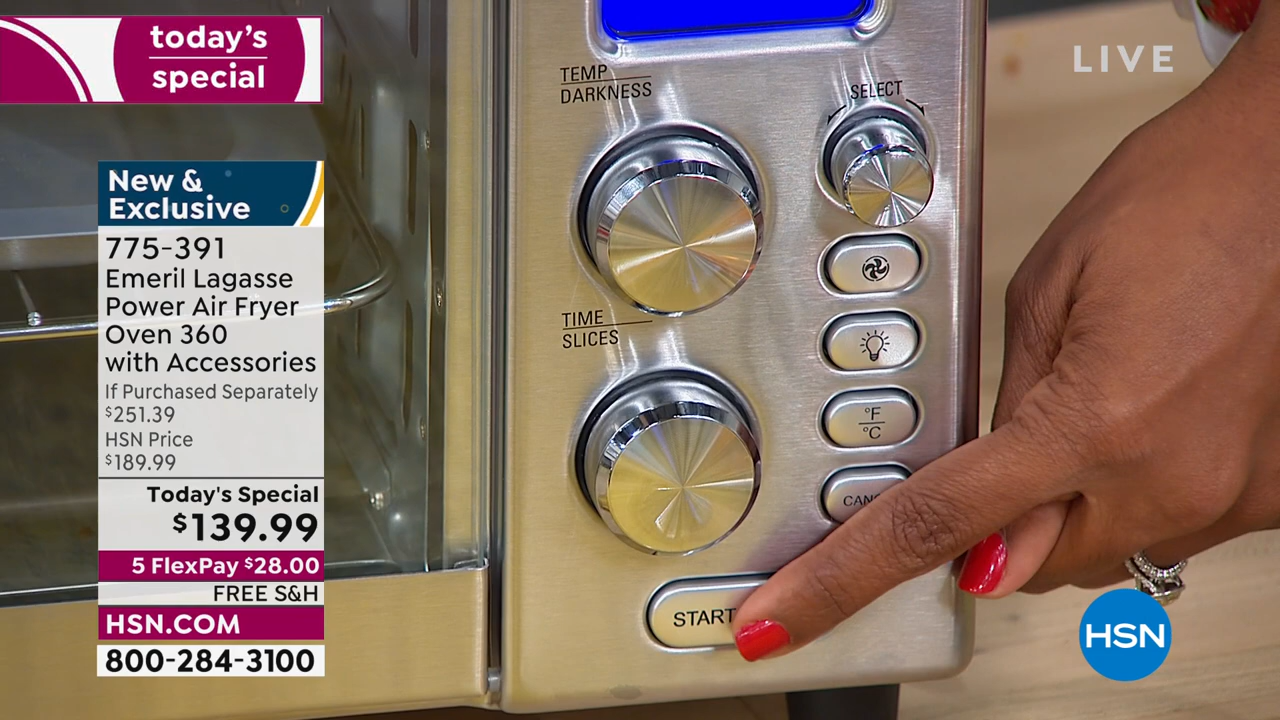 today's
special
LIVE
New &
Exclusive
775-391
Emeril Lagasse
Power Air Fryer
Oven 360
with Accessories
If Purchased Separately
$251.39
HSN Price
$189.99
Today's Special
$139.99
5 FlexPay $28.00
FREE S&H
HSN.COM
800-284-3100
TEMP
DARKNESS
SELECT
TIME
SLICES
°F
°C
START
HSN